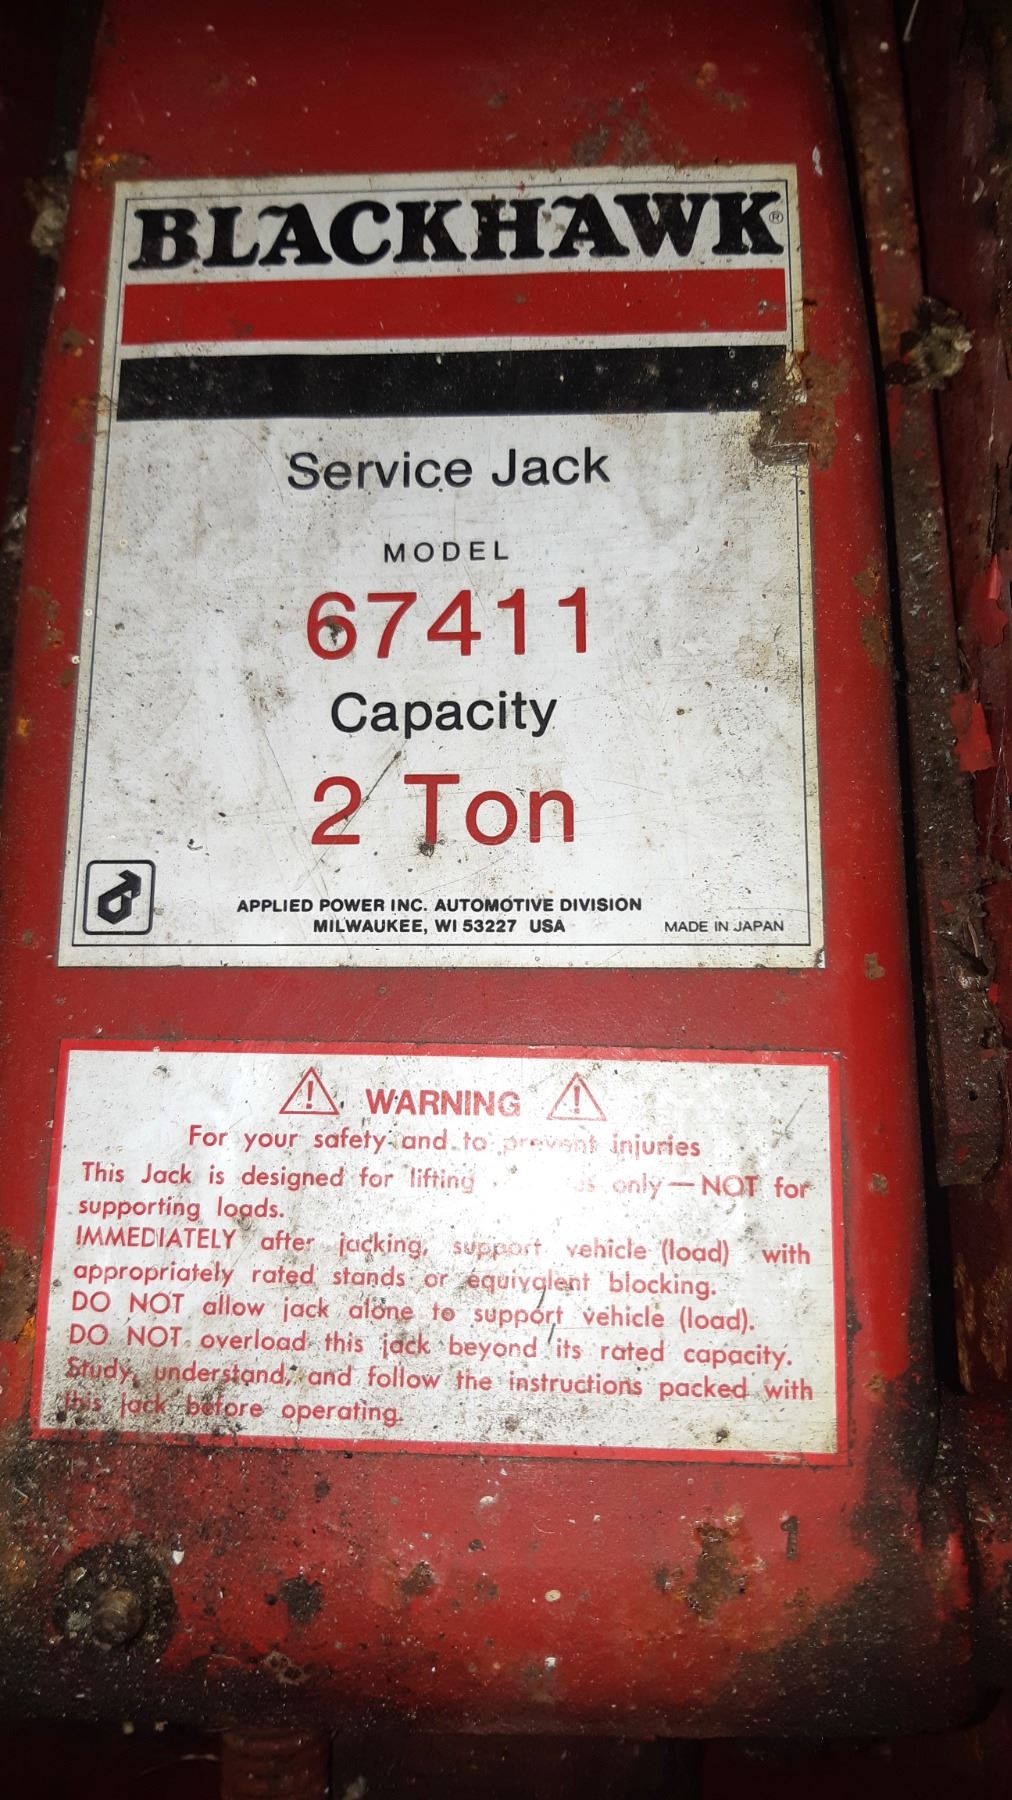 BLACKHAWK®
Service Jack
MODEL
67411
Capacity
2 Ton
APPLIED POWER INC. AUTOMOTIVE DIVISION
MILWAUKEE, WI 53227 USA
MADE IN JAPAN
WARNING
For your safety and to prevent injuries
This Jack is designed for lifting only — NOT for
supporting loads.
IMMEDIATELY after jacking, support vehicle (load) with
appropriately rated stands or equivalent blocking.
DO NOT allow jack alone to support vehicle (load).
DO NOT overload this jack beyond its rated capacity.
Study, understand, and follow the instructions packed with
this jack before operating.
1